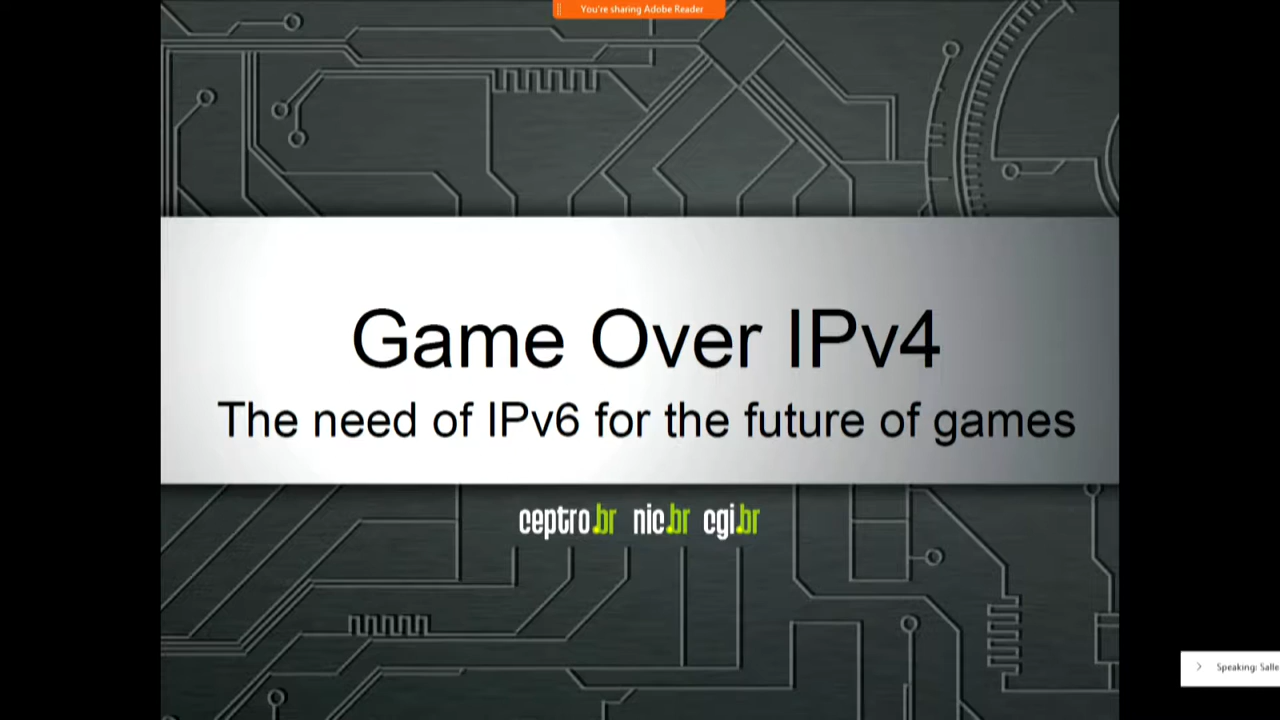 You're sharing Adobe Reader
Game Over IPv4
The need of IPv6 for the future of games
ceptro.br nic.br cgi.br
Speaking: Salle